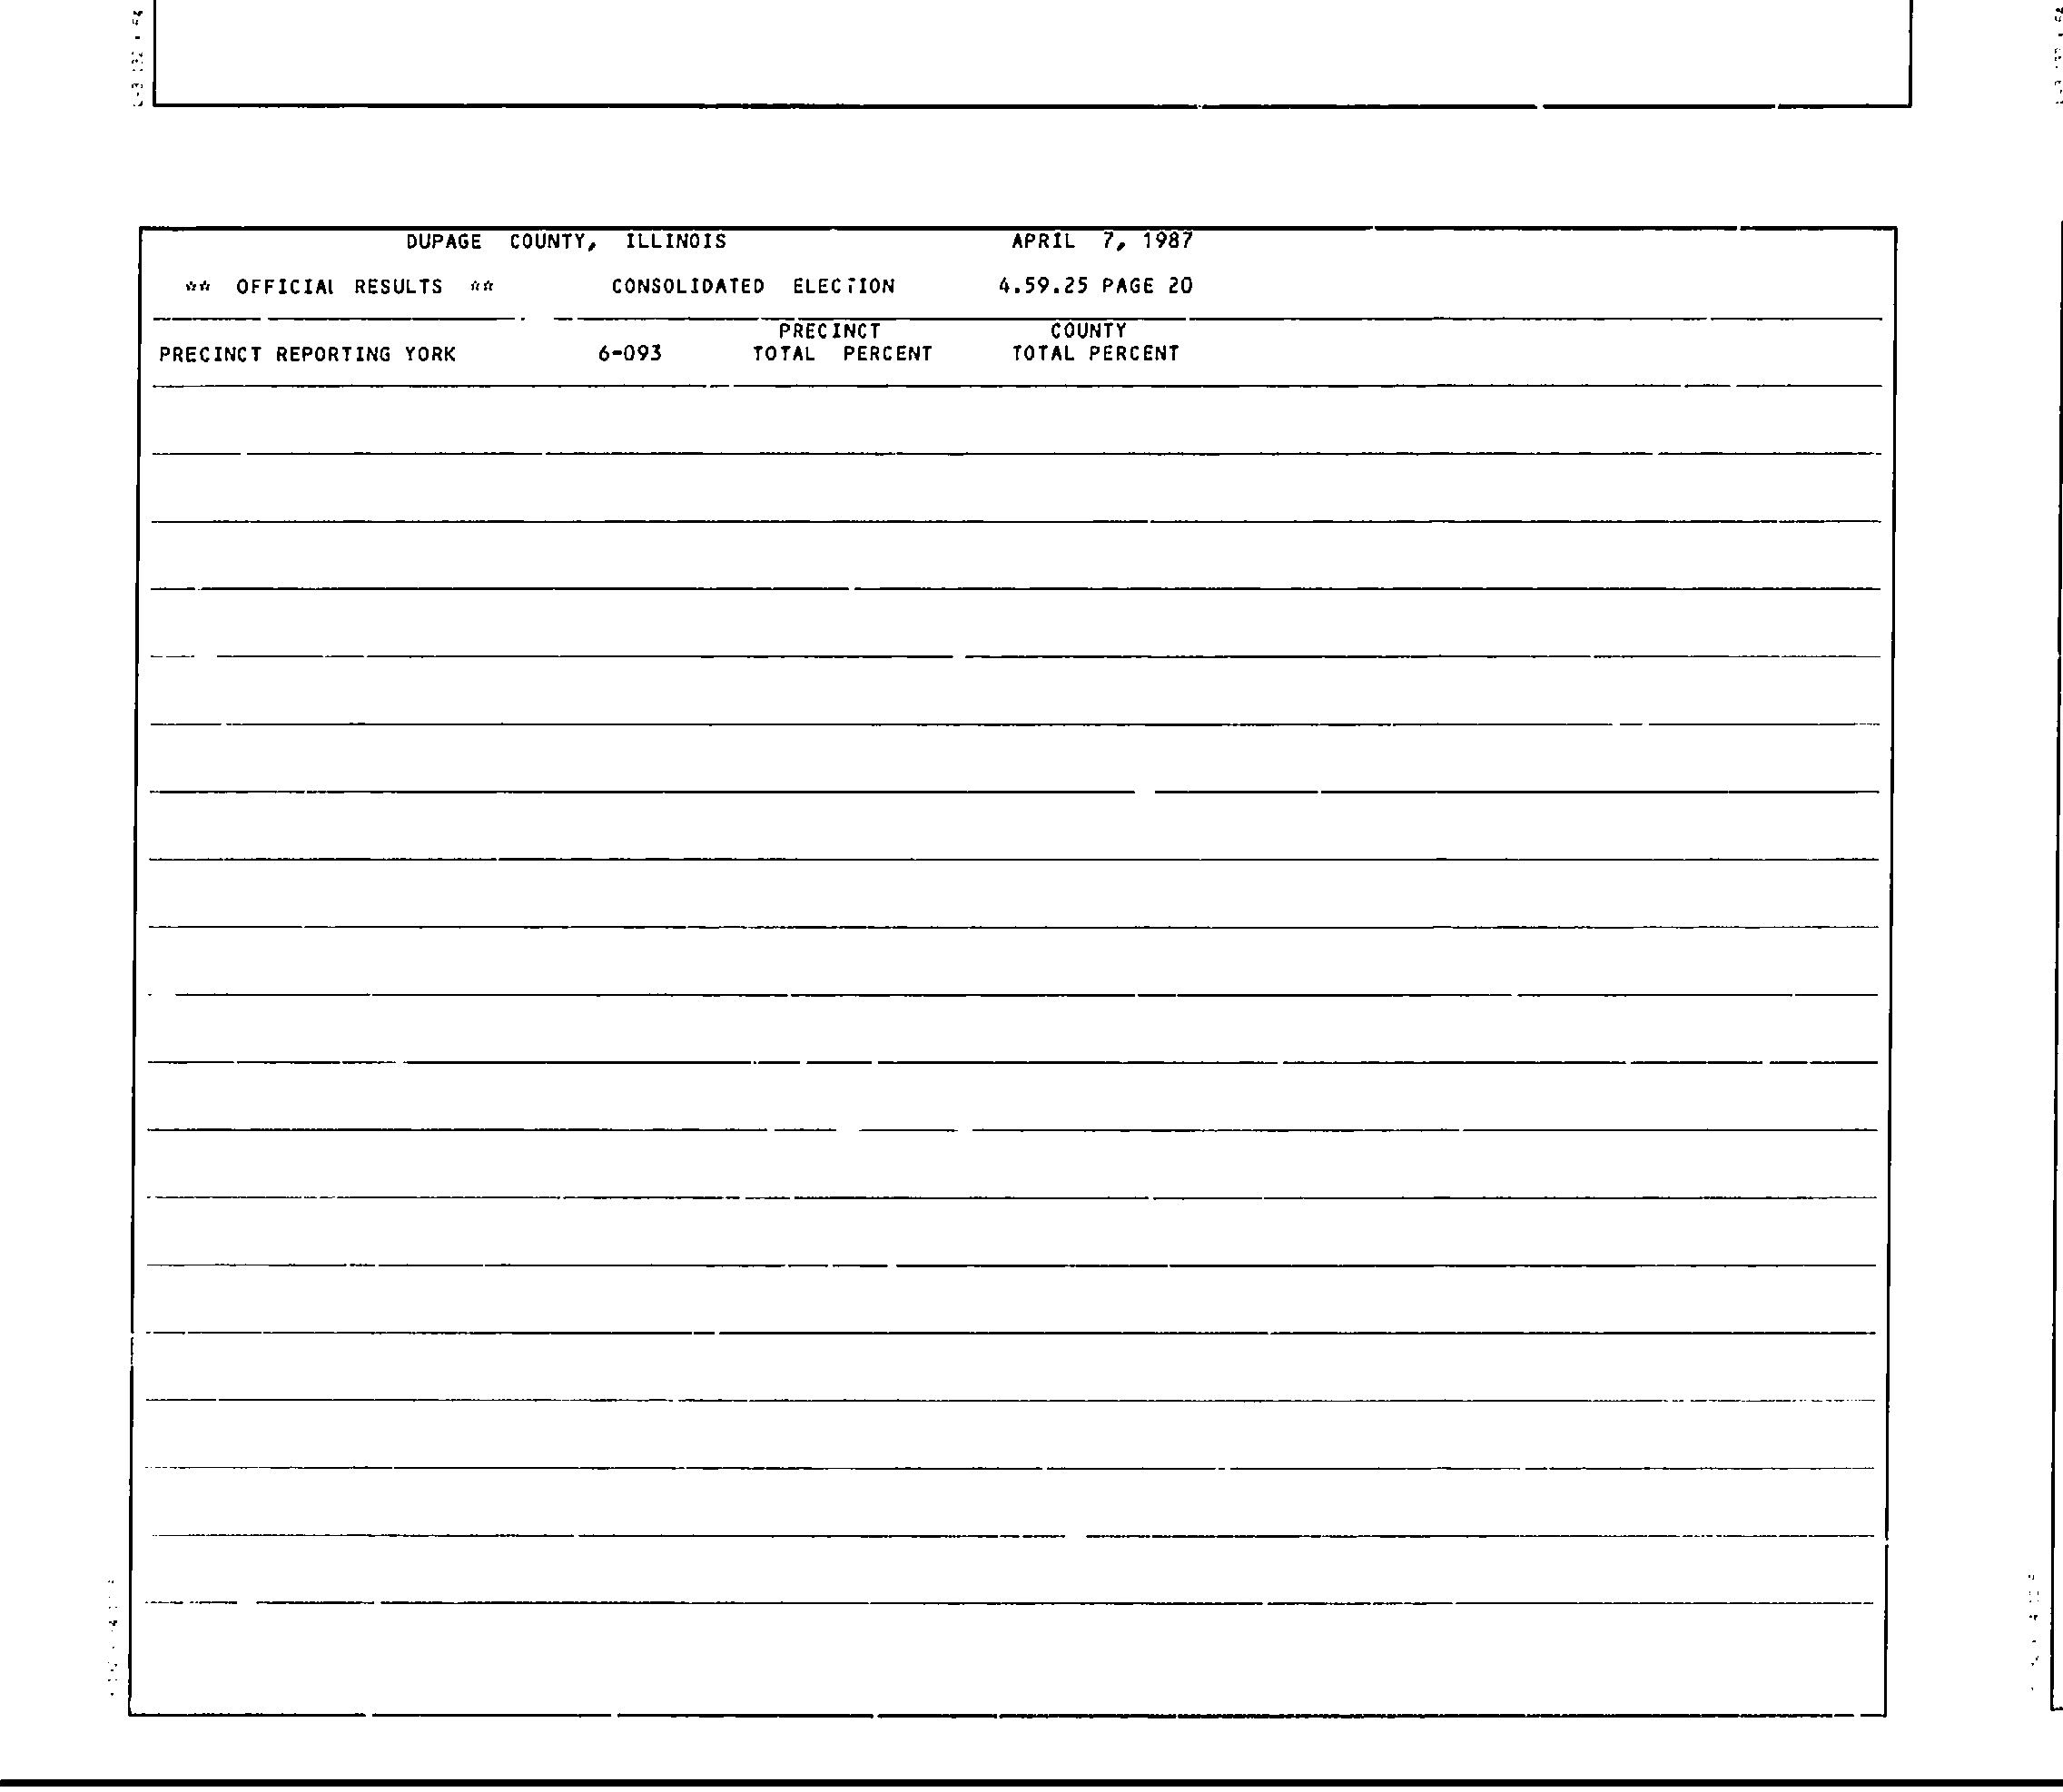 DUPAGE COUNTY, ILLINOIS APRIL 7, 1987
** OFFICIAL RESULTS ** CONSOLIDATED ELECTION 4.59.25 PAGE 20
PRECINCT COUNTY
PRECINCT REPORTING YORK 6-093 TOTAL PERCENT TOTAL PERCENT